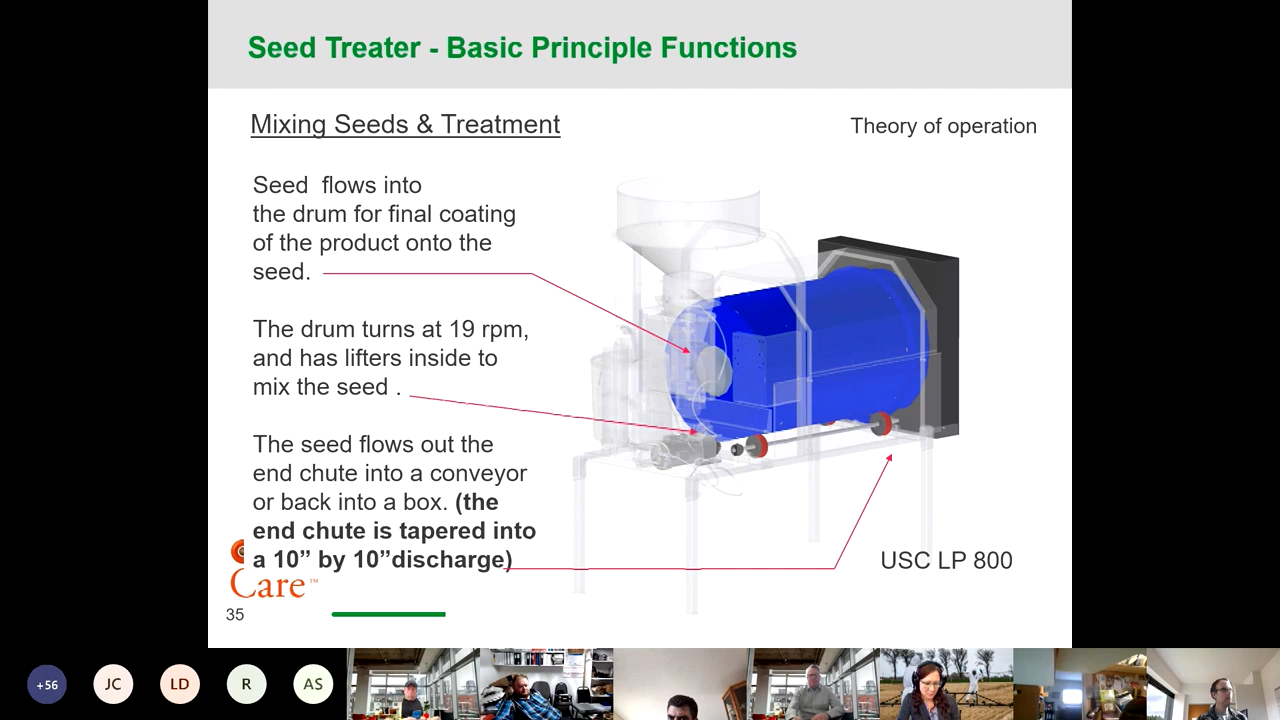 Seed Treater - Basic Principle Functions
Mixing Seeds & Treatment
Theory of operation
Seed flows into
the drum for final coating
of the product onto the
seed.
The drum turns at 19 rpm,
and has lifters inside to
mix the seed .
The seed flows out the
end chute into a conveyor
or back into a box. (the
end chute is tapered into
a 10” by 10”discharge)
USC LP 800
Care™
35
+56
JC
LD
R
AS